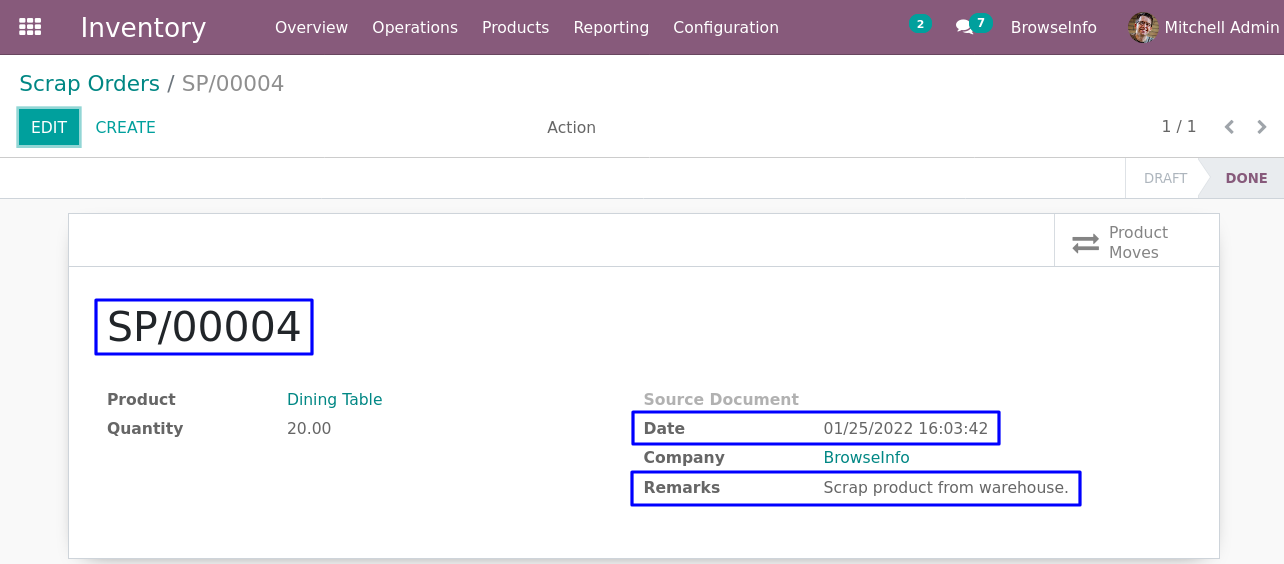 Inventory Overview Operations Products Reporting Configuration 2 7 BrowseInfo Mitchell Admin
Scrap Orders / SP/00004
EDIT CREATE Action 1 / 1
DRAFT DONE
Product
Moves
SP/00004
Product Dining Table
Quantity 20.00
Source Document
Date 01/25/2022 16:03:42
Company BrowseInfo
Remarks Scrap product from warehouse.